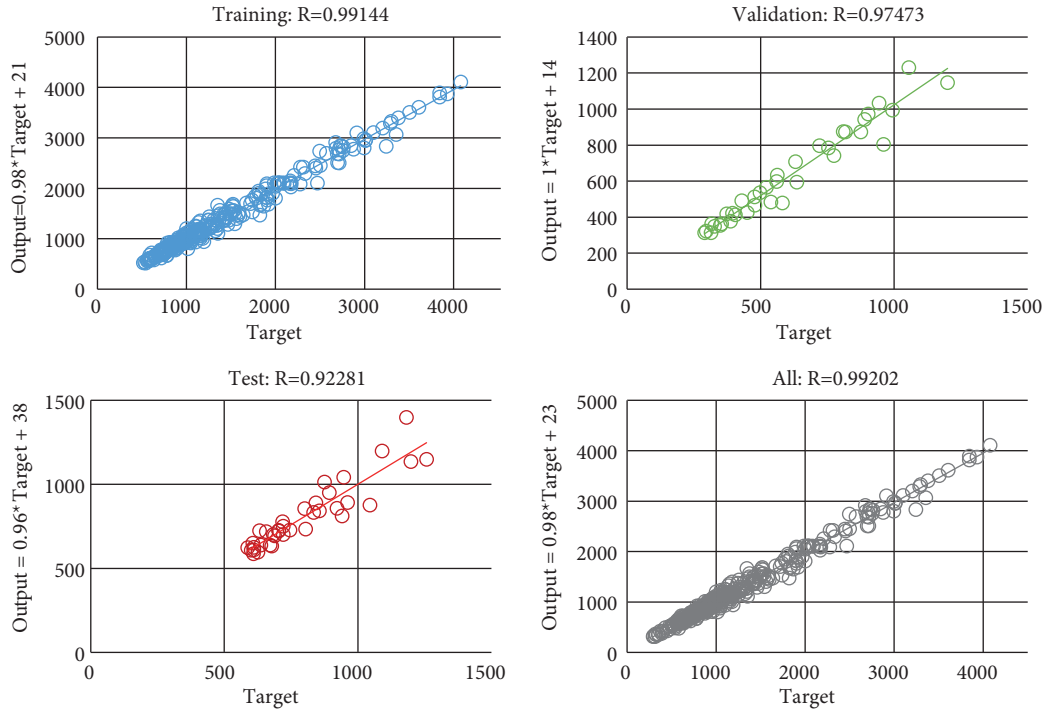 Training: R=0.99144
Output=0.98*Target + 21
5000
4000
3000
2000
1000
0
0 1000 2000 3000 4000
Target
Validation: R=0.97473
Output = 1*Target + 14
1400
1200
1000
800
600
400
200
0
0 500 1000 1500
Target
Test: R=0.92281
Output = 0.96*Target + 38
1500
1000
500
0
0 500 1000 1500
Target
All: R=0.99202
Output = 0.98*Target + 23
5000
4000
3000
2000
1000
0
0 1000 2000 3000 4000
Target